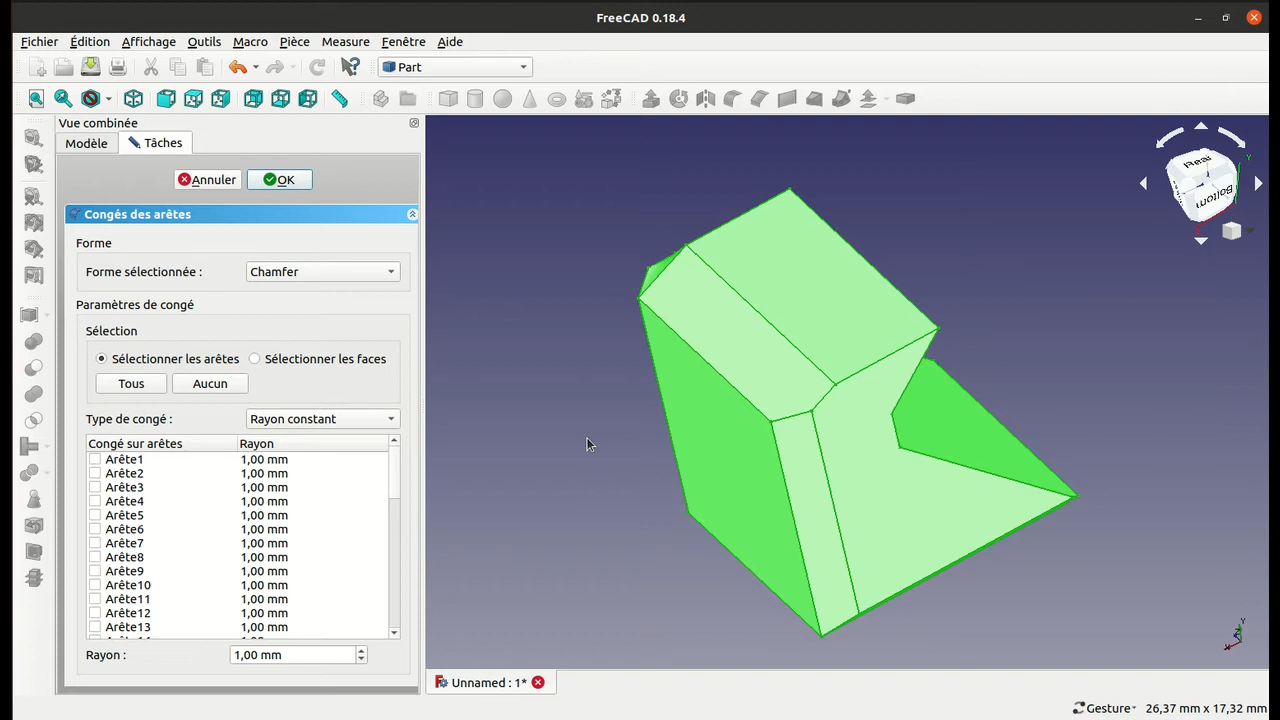 FreeCAD 0.18.4
Fichier Édition Affichage Outils Macro Pièce Measure Fenêtre Aide
Part
Vue combinée
Modèle Tâches
Annuler OK
Congés des arêtes
Forme
Forme sélectionnée : Chamfer
Paramètres de congé
Sélection
Sélectionner les arêtes Sélectionner les faces
Tous Aucun
Type de congé : Rayon constant
Congé sur arêtes Rayon
Arête1 1,00 mm
Arête2 1,00 mm
Arête3 1,00 mm
Arête4 1,00 mm
Arête5 1,00 mm
Arête6 1,00 mm
Arête7 1,00 mm
Arête8 1,00 mm
Arête9 1,00 mm
Arête10 1,00 mm
Arête11 1,00 mm
Arête12 1,00 mm
Arête13 1,00 mm
Rayon : 1,00 mm
Rear
Bottom
Y
Y
X
Unnamed : 1*
Gesture 26,37 mm x 17,32 mm